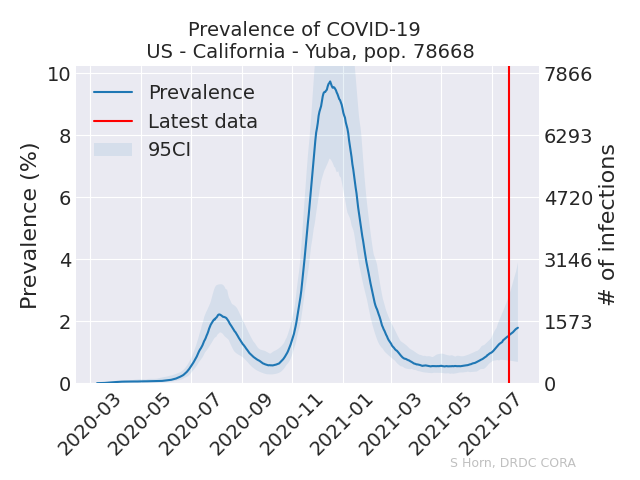 Prevalence of COVID-19
US - California - Yuba, pop. 78668
Prevalence
Latest data
95CI
Prevalence (%)
10
8
6
4
2
0
7866
6293
4720
3146
1573
0
# of infections
2020-03
2020-05
2020-07
2020-09
2020-11
2021-01
2021-03
2021-05
2021-07
S Horn, DRDC CORA